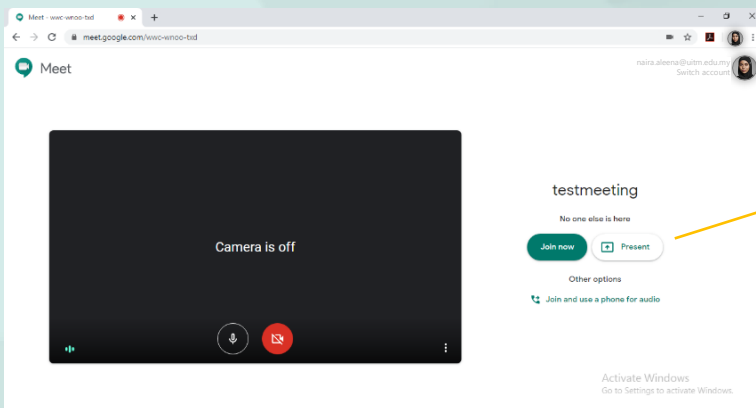 Meet - wwc-wnoo-txd
meet.google.com/wwc-wnoo-txd
Meet
naira.aleena@uitm.edu.my
Switch account
Camera is off
testmeeting
No one else is here
Join now
Present
Other options
Join and use a phone for audio
Activate Windows
Go to Settings to activate Windows.